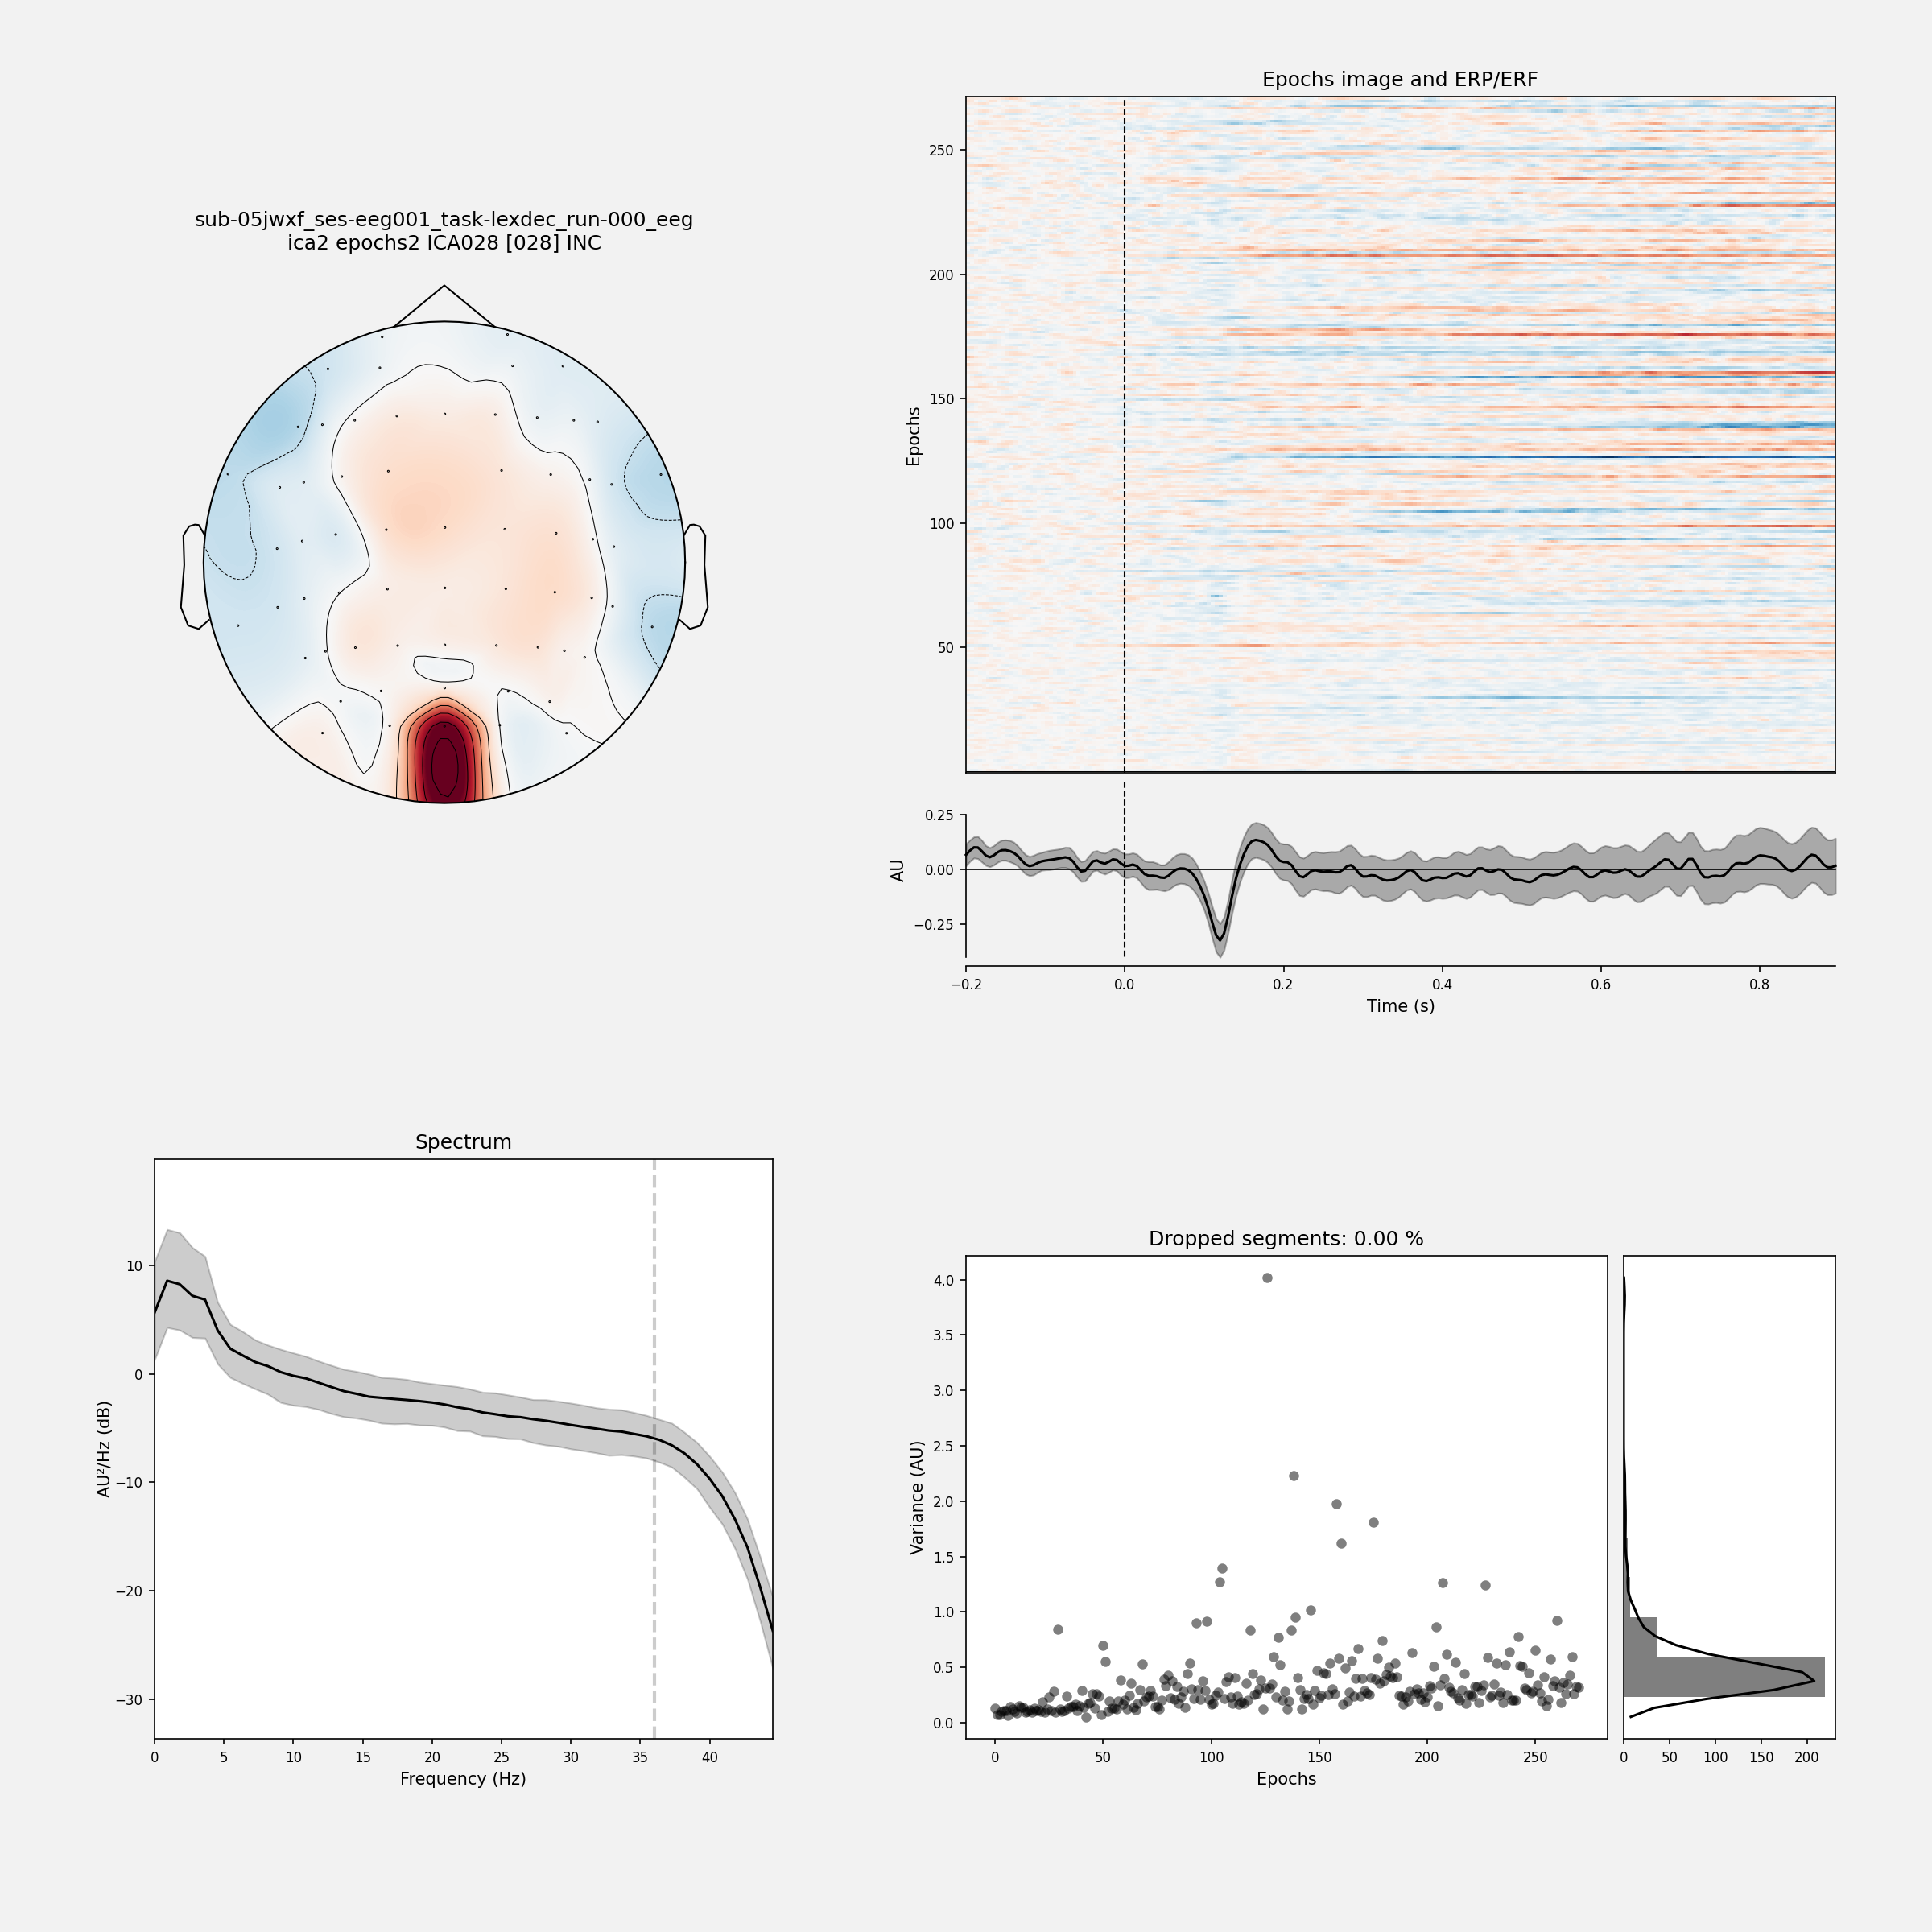 sub-05jwxf_ses-eeg001_task-lexdec_run-000_eeg
ica2 epochs2 ICA028 [028] INC
Epochs image and ERP/ERF
Epochs
250
200
150
100
50
AU
0.25
0.00
−0.25
−0.2 0.0 0.2 0.4 0.6 0.8
Time (s)
Spectrum
AU²/Hz (dB)
10
0
−10
−20
−30
0 5 10 15 20 25 30 35 40
Frequency (Hz)
Dropped segments: 0.00 %
Variance (AU)
4.0
3.5
3.0
2.5
2.0
1.5
1.0
0.5
0.0
0 50 100 150 200 250
Epochs
0 50 100 150 200